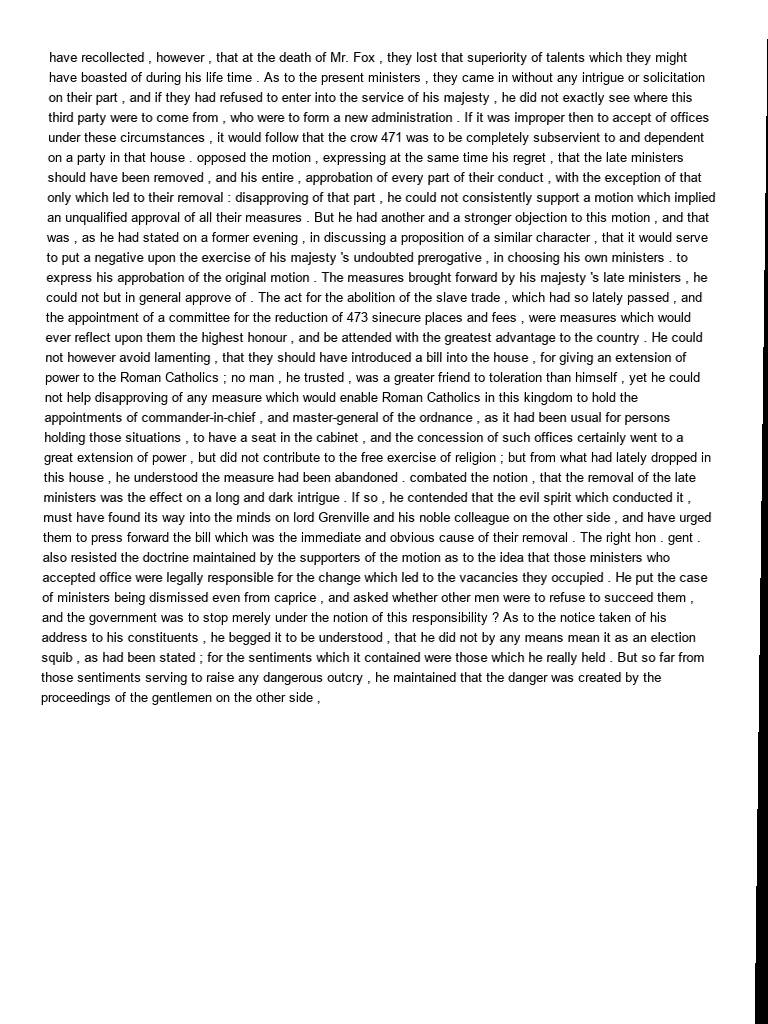 have recollected , however , that at the death of Mr. Fox , they lost that superiority of talents which they might
have boasted of during his life time . As to the present ministers , they came in without any intrigue or solicitation
on their part , and if they had refused to enter into the service of his majesty , he did not exactly see where this
third party were to come from , who were to form a new administration . If it was improper then to accept of offices
under these circumstances , it would follow that the crow 471 was to be completely subservient to and dependent
on a party in that house . opposed the motion , expressing at the same time his regret , that the late ministers
should have been removed , and his entire , approbation of every part of their conduct , with the exception of that
only which led to their removal : disapproving of that part , he could not consistently support a motion which implied
an unqualified approval of all their measures . But he had another and a stronger objection to this motion , and that
was , as he had stated on a former evening , in discussing a proposition of a similar character , that it would serve
to put a negative upon the exercise of his majesty 's undoubted prerogative , in choosing his own ministers . to
express his approbation of the original motion . The measures brought forward by his majesty 's late ministers , he
could not but in general approve of . The act for the abolition of the slave trade , which had so lately passed , and
the appointment of a committee for the reduction of 473 sinecure places and fees , were measures which would
ever reflect upon them the highest honour , and be attended with the greatest advantage to the country . He could
not however avoid lamenting , that they should have introduced a bill into the house , for giving an extension of
power to the Roman Catholics ; no man , he trusted , was a greater friend to toleration than himself , yet he could
not help disapproving of any measure which would enable Roman Catholics in this kingdom to hold the
appointments of commander-in-chief , and master-general of the ordnance , as it had been usual for persons
holding those situations , to have a seat in the cabinet , and the concession of such offices certainly went to a
great extension of power , but did not contribute to the free exercise of religion ; but from what had lately dropped in
this house , he understood the measure had been abandoned . combated the notion , that the removal of the late
ministers was the effect on a long and dark intrigue . If so , he contended that the evil spirit which conducted it ,
must have found its way into the minds on lord Grenville and his noble colleague on the other side , and have urged
them to press forward the bill which was the immediate and obvious cause of their removal . The right hon . gent .
also resisted the doctrine maintained by the supporters of the motion as to the idea that those ministers who
accepted office were legally responsible for the change which led to the vacancies they occupied . He put the case
of ministers being dismissed even from caprice , and asked whether other men were to refuse to succeed them ,
and the government was to stop merely under the notion of this responsibility ? As to the notice taken of his
address to his constituents , he begged it to be understood , that he did not by any means mean it as an election
squib , as had been stated ; for the sentiments which it contained were those which he really held . But so far from
those sentiments serving to raise any dangerous outcry , he maintained that the danger was created by the
proceedings of the gentlemen on the other side ,